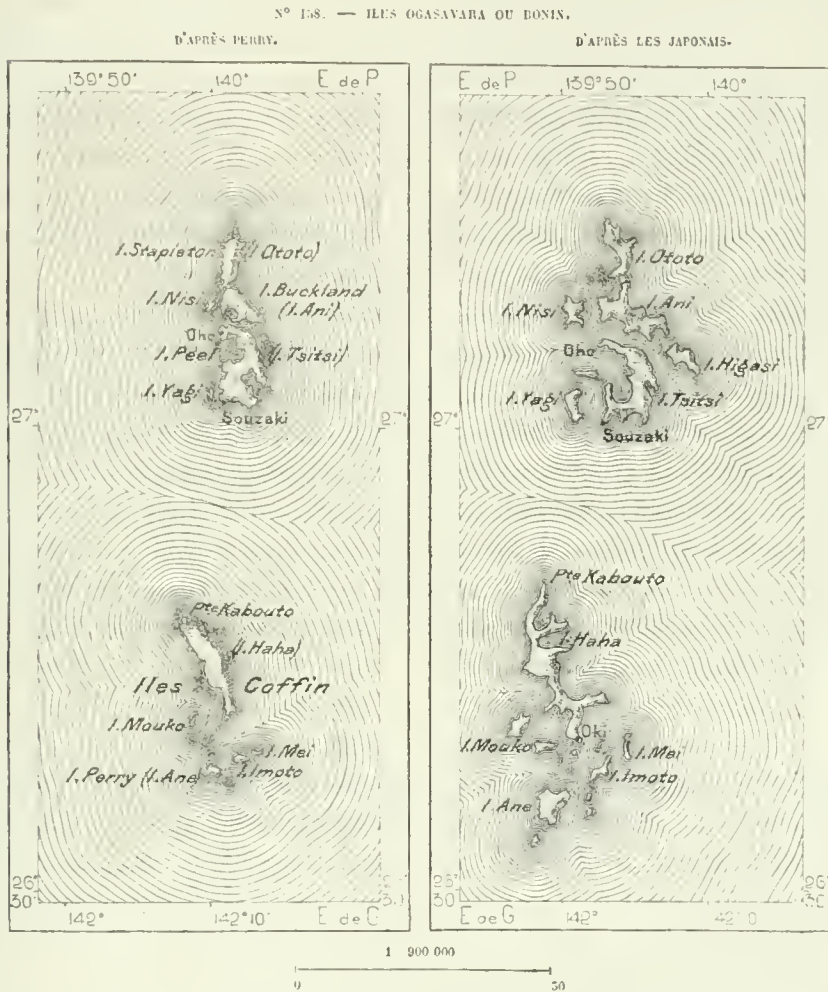 N° 158. — ILES OGASAVARA OU BONIN.
D'APRÈS PERRY.
139°50' 140° E de P
I. Stapleton (I. Ototo)
I. Nisi I. Buckland
(I. Ani)
Oho
I. Peel (I. Tsitsi)
I. Yagi
Souzaki
27° 27°
Pte Kabouto
(I. Haha)
Iles Coffin
I. Mouko
I. Mei
I. Perry (I. Ane) I. Imoto
26° 30'
142° 142°10' E de G
D'APRÈS LES JAPONAIS.
E de P 139°50' 140°
I. Ototo
I. Nisi I. Ani
Oho
I. Higasi
I. Yagi I. Tsitsi
Souzaki
27° 27
Pte Kabouto
I. Haha
Oki
I. Mouko I. Mei
I. Imoto
I. Ane
26° 30' 26°
E de G 142°
1 900 000
0 50